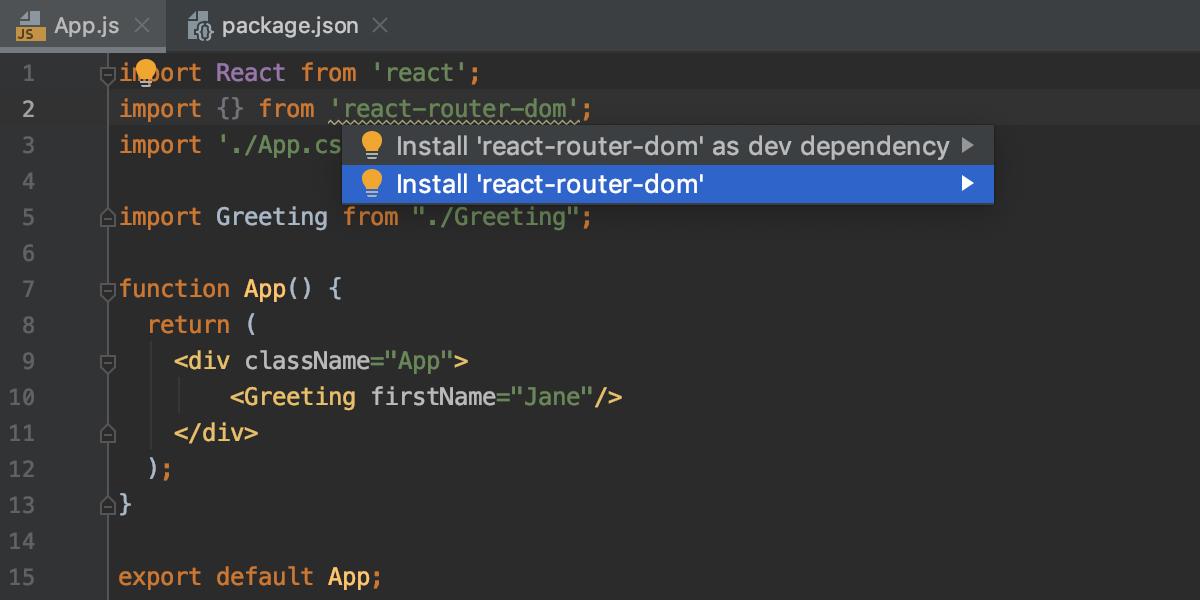 JS App.js package.json
1 import React from 'react';
2 import {} from 'react-router-dom';
3 import './App.cs
Install 'react-router-dom' as dev dependency
4
Install 'react-router-dom'
5 import Greeting from "./Greeting";
6
7 function App() {
8 return (
9 <div className="App">
10 <Greeting firstName="Jane"/>
11 </div>
12 );
13 }
14
15 export default App;